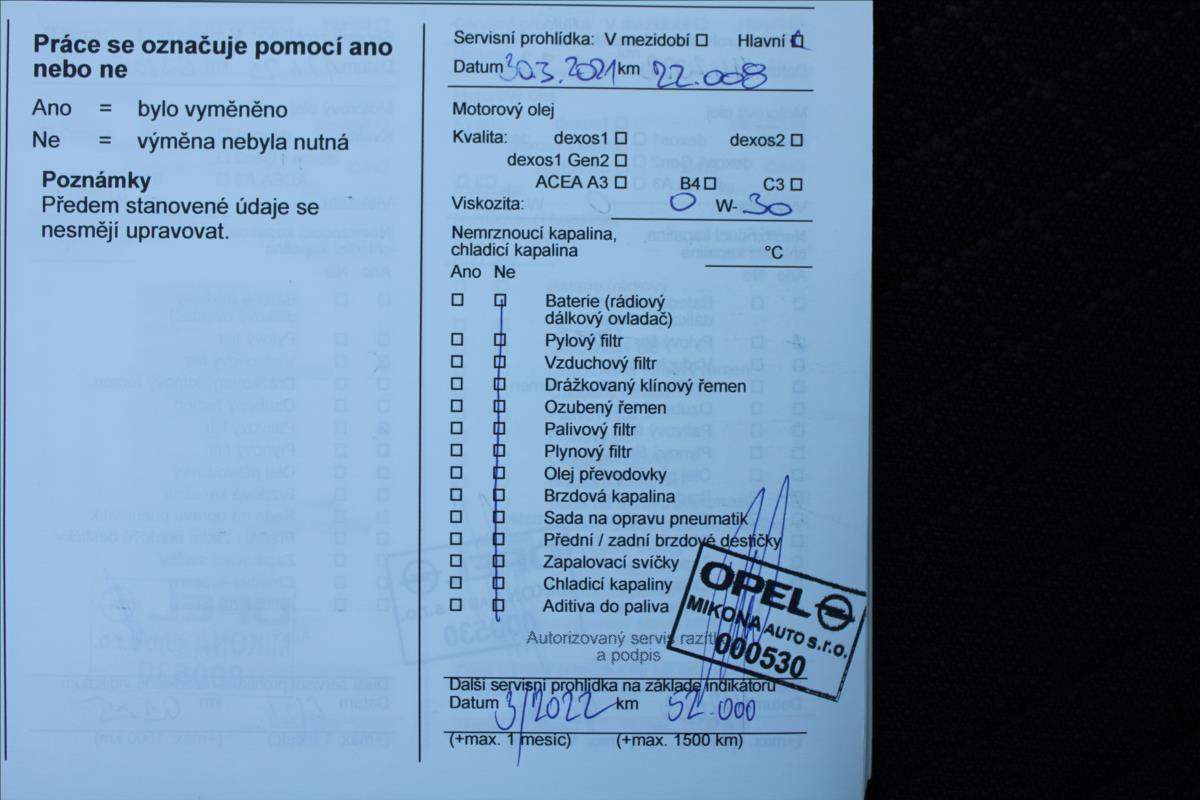 Práce se označuje pomocí ano
nebo ne
Ano = bylo vyměněno
Ne = výměna nebyla nutná
Poznámky
Předem stanovené údaje se
nesmějí upravovat.
Servisní prohlídka: V mezidobí Hlavní
Datum 30.3.2021 km 22.008
Motorový olej
Kvalita: dexos1 dexos2
dexos1 Gen2
ACEA A3 B4 C3
Viskozita: 0 W- 30
Nemrznoucí kapalina,
chladicí kapalina °C
Ano Ne
Baterie (rádiový
dálkový ovladač)
Pylový filtr
Vzduchový filtr
Drážkovaný klínový řemen
Ozubený řemen
Palivový filtr
Plynový filtr
Olej převodovky
Brzdová kapalina
Sada na opravu pneumatik
Přední / zadní brzdové destičky
Zapalovací svíčky
Chladicí kapaliny
Aditiva do paliva
OPEL
MIKONA AUTO s.r.o.
000530
Autorizovaný servis razítko
a podpis
Další servisní prohlídka na základě indikátoru
Datum 3/2022 km 52.000
(+max. 1 měsíc) (+max. 1500 km)